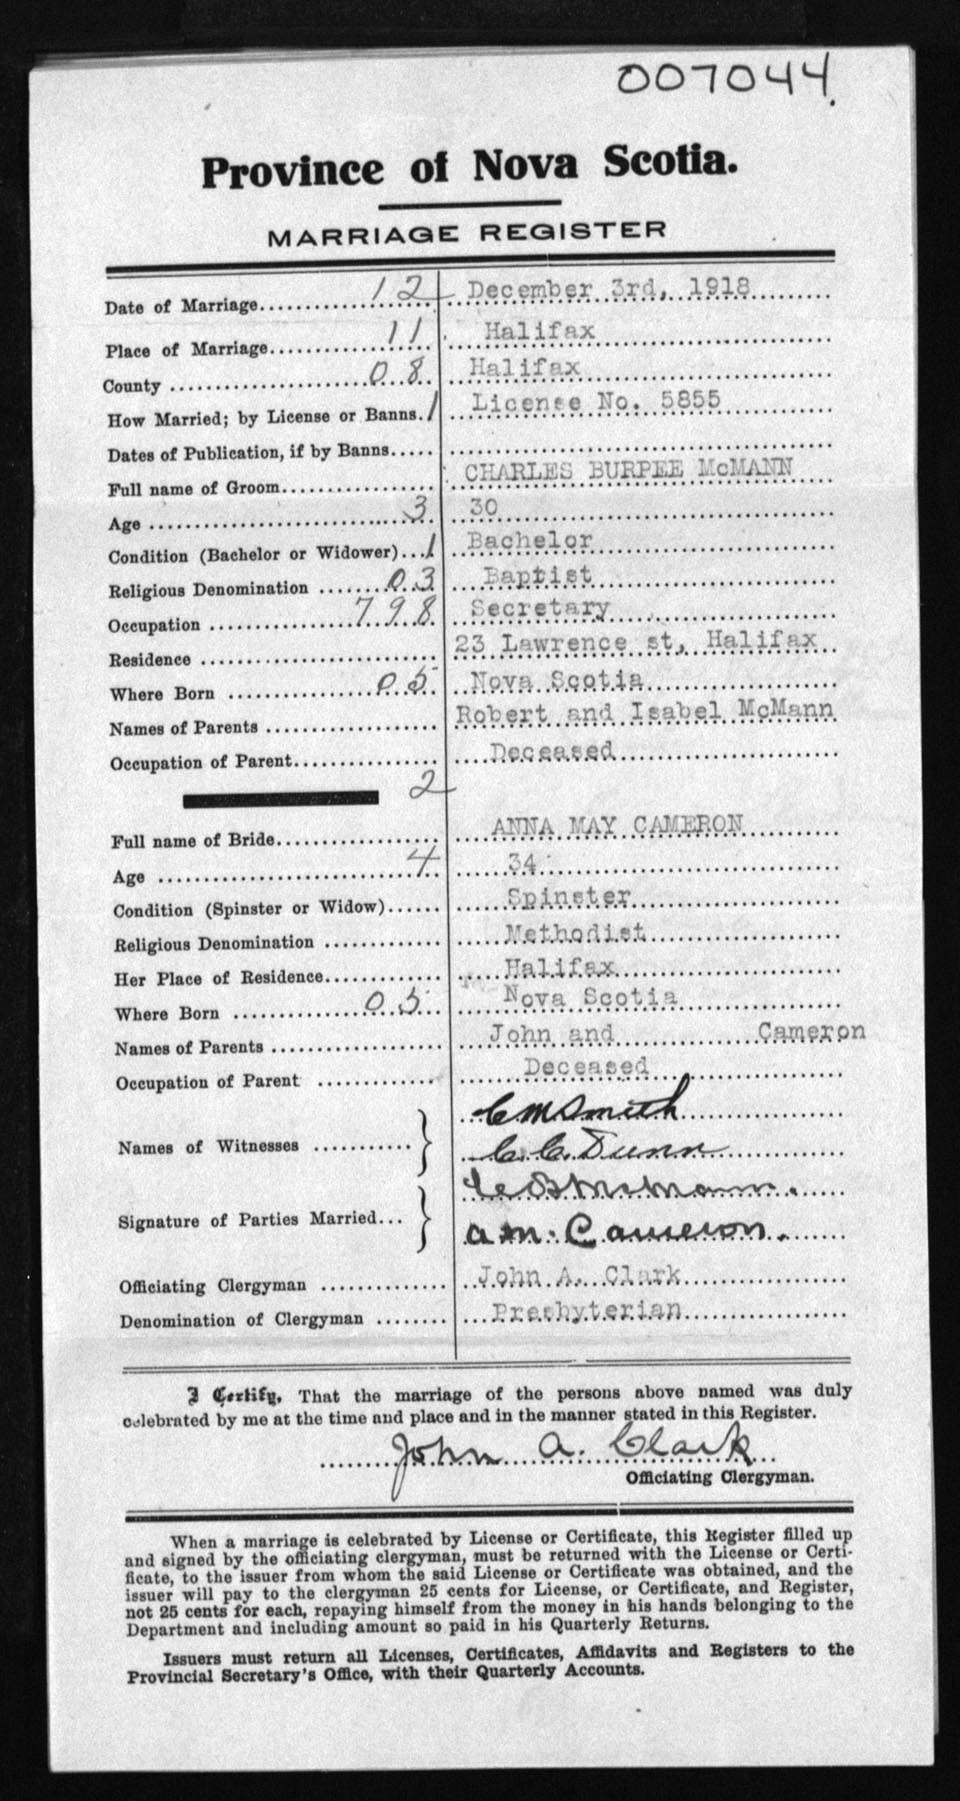 007044.
Province of Nova Scotia.
MARRIAGE REGISTER
Date of Marriage 12 December 3rd, 1918
Place of Marriage 11 Halifax
County 08 Halifax
How Married; by License or Banns. 1 License No. 5855
Dates of Publication, if by Banns
Full name of Groom CHARLES BURPEE McMANN
Age 3 30
Condition (Bachelor or Widower) 1 Bachelor
Religious Denomination 03 Baptist
Occupation 798 Secretary
Residence 23 Lawrence st, Halifax
Where Born 05 Nova Scotia
Names of Parents Robert and Isabel McMann
Occupation of Parent Deceased
2
Full name of Bride ANNA MAY CAMERON
Age 4 34
Condition (Spinster or Widow) Spinster
Religious Denomination Methodist
Her Place of Residence Halifax
Where Born 05 Nova Scotia
Names of Parents John and Cameron
Occupation of Parent Deceased
C M Smith
Names of Witnesses
C. C. Dunn
C B McMann.
Signature of Parties Married
A M. Cameron.
Officiating Clergyman John A. Clark
Denomination of Clergyman Presbyterian
I Certify, That the marriage of the persons above named was duly
celebrated by me at the time and place and in the manner stated in this Register.
John A. Clark
Officiating Clergyman.
When a marriage is celebrated by License or Certificate, this Register filled up
and signed by the officiating clergyman, must be returned with the License or Certi-
ficate, to the issuer from whom the said License or Certificate was obtained, and the
issuer will pay to the clergyman 25 cents for License, or Certificate, and Register,
not 25 cents for each, repaying himself from the money in his hands belonging to the
Department and including amount so paid in his Quarterly Returns.
Issuers must return all Licenses, Certificates, Affidavits and Registers to the
Provincial Secretary's Office, with their Quarterly Accounts.